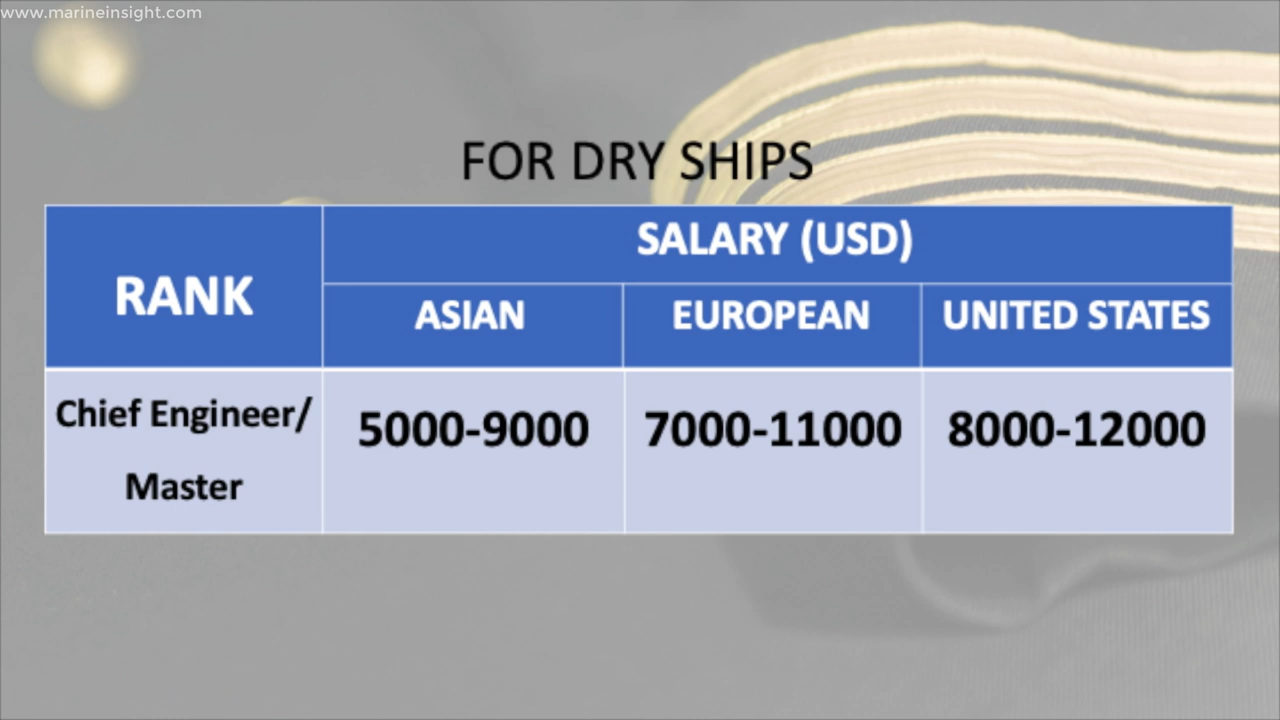 www.marineinsight.com
FOR DRY SHIPS
RANK
SALARY (USD)
ASIAN
EUROPEAN
UNITED STATES
Chief Engineer/
Master
5000-9000
7000-11000
8000-12000